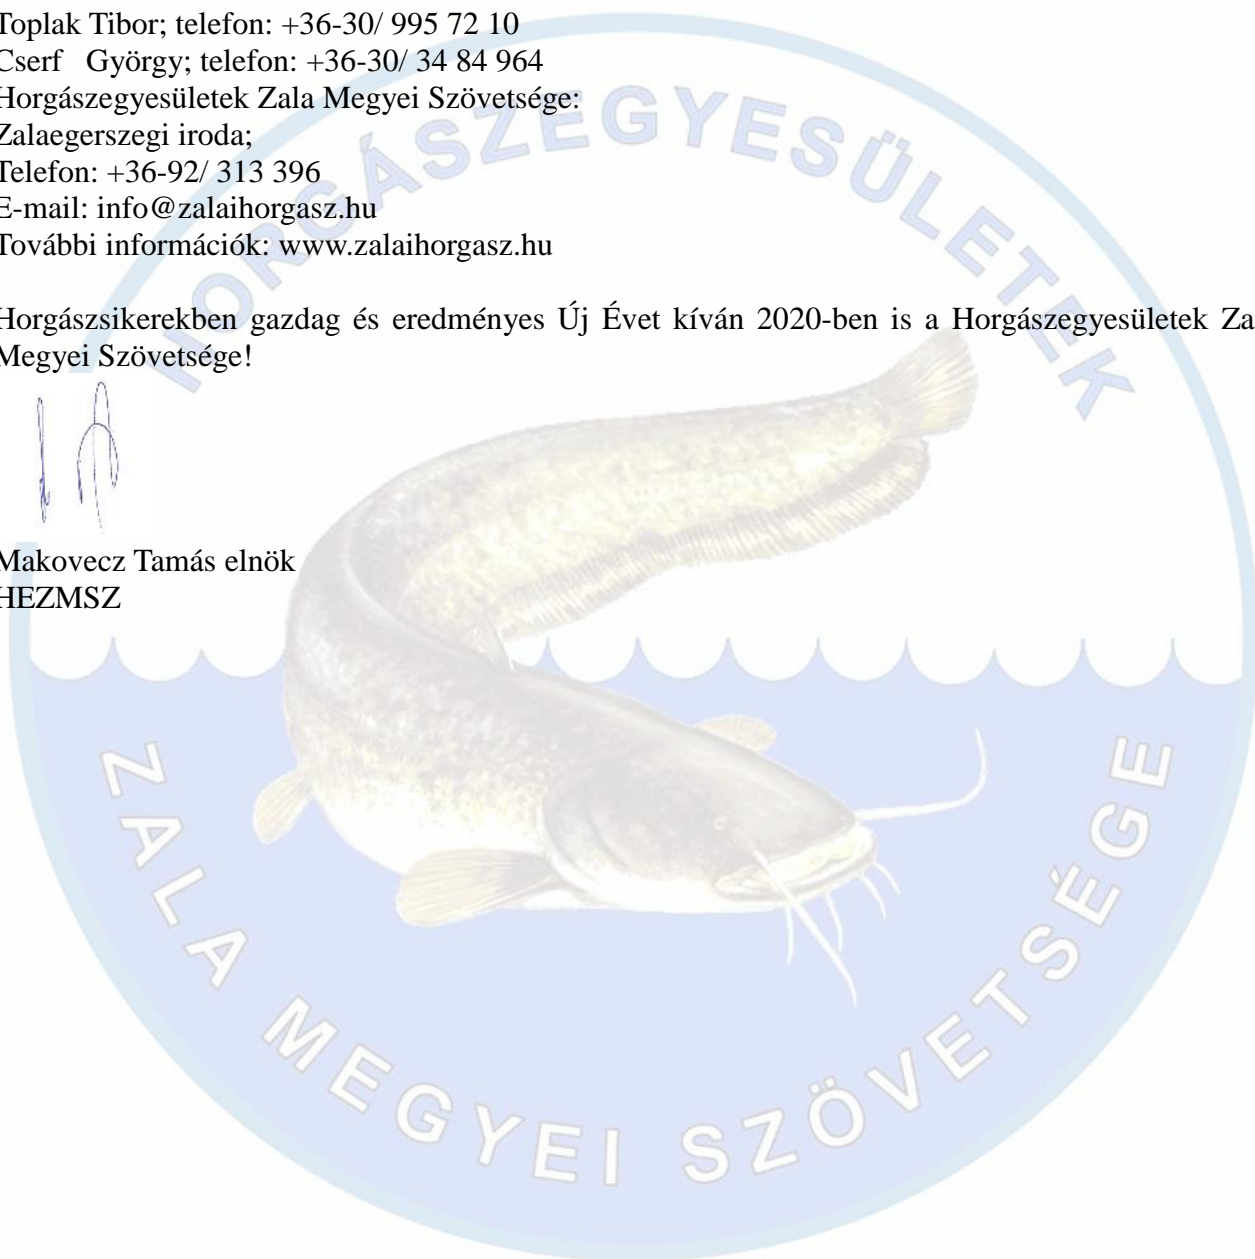 Toplak Tibor; telefon: +36-30/ 995 72 10
Cserf György; telefon: +36-30/ 34 84 964
Horgászegyesületek Zala Megyei Szövetsége:
Zalaegerszegi iroda;
Telefon: +36-92/ 313 396
E-mail: info@zalaihorgasz.hu
További információk: www.zalaihorgasz.hu
Horgászsikerekben gazdag és eredményes Új Évet kíván 2020-ben is a Horgászegyesületek Za
Megyei Szövetsége!
Makovecz Tamás elnök
HEZMSZ
HORGÁSZEGYESÜLETEK
ZALA MEGYEI SZÖVETSÉGE